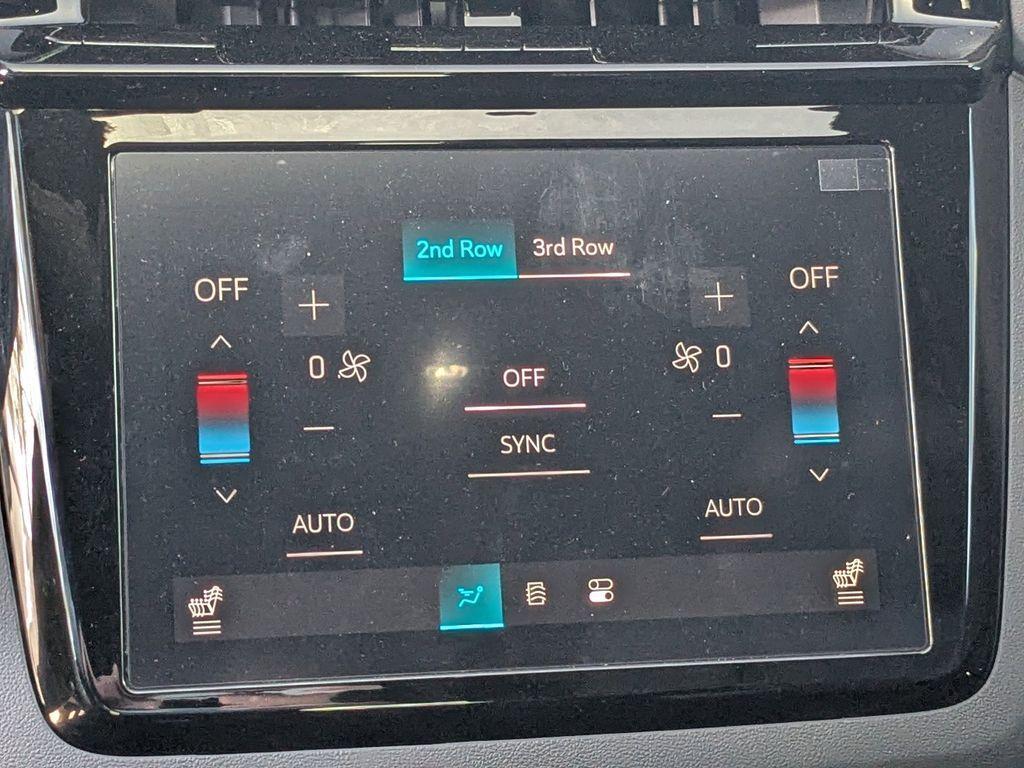 2nd Row 3rd Row
OFF OFF
0 0
OFF
SYNC
AUTO AUTO